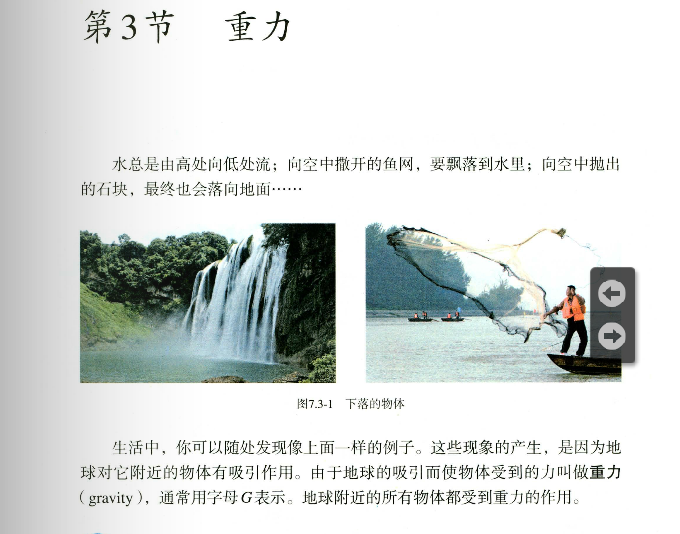 第3节 重力
水总是由高处向低处流；向空中撒开的鱼网，要飘落到水里；向空中抛出
的石块，最终也会落向地面……
图7.3-1 下落的物体
生活中，你可以随处发现像上面一样的例子。这些现象的产生，是因为地
球对它附近的物体有吸引作用。由于地球的吸引而使物体受到的力叫做重力
（gravity），通常用字母G表示。地球附近的所有物体都受到重力的作用。